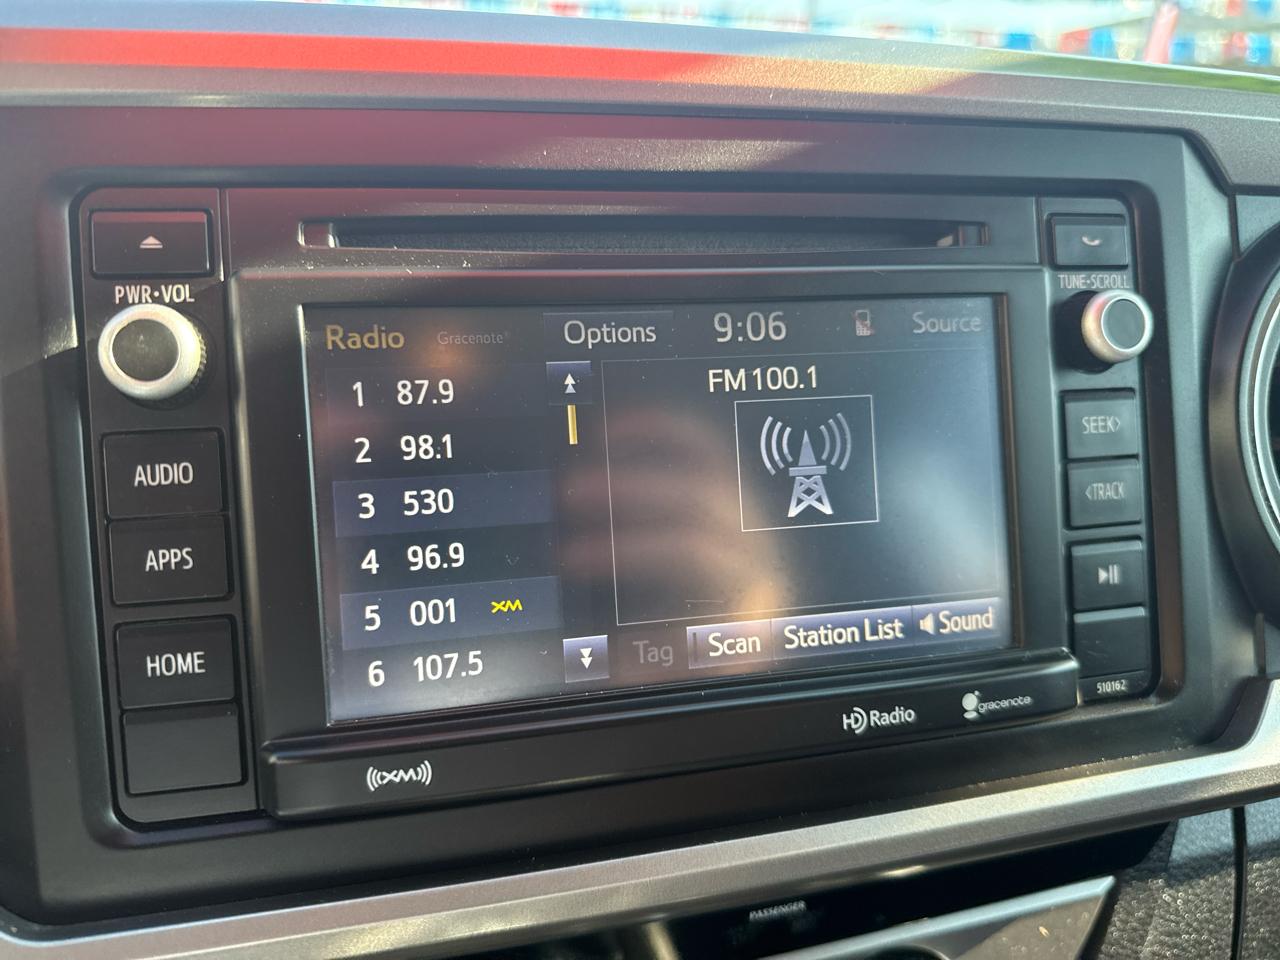 PWR•VOL
AUDIO
APPS
HOME
Radio Gracenote® Options 9:06 Source
1 87.9
2 98.1
3 530
4 96.9
5 001 XM
6 107.5
FM 100.1
Tag Scan Station List Sound
TUNE•SCROLL
SEEK>
<TRACK
510162
((XM))
HD Radio
gracenote
PASSENGER